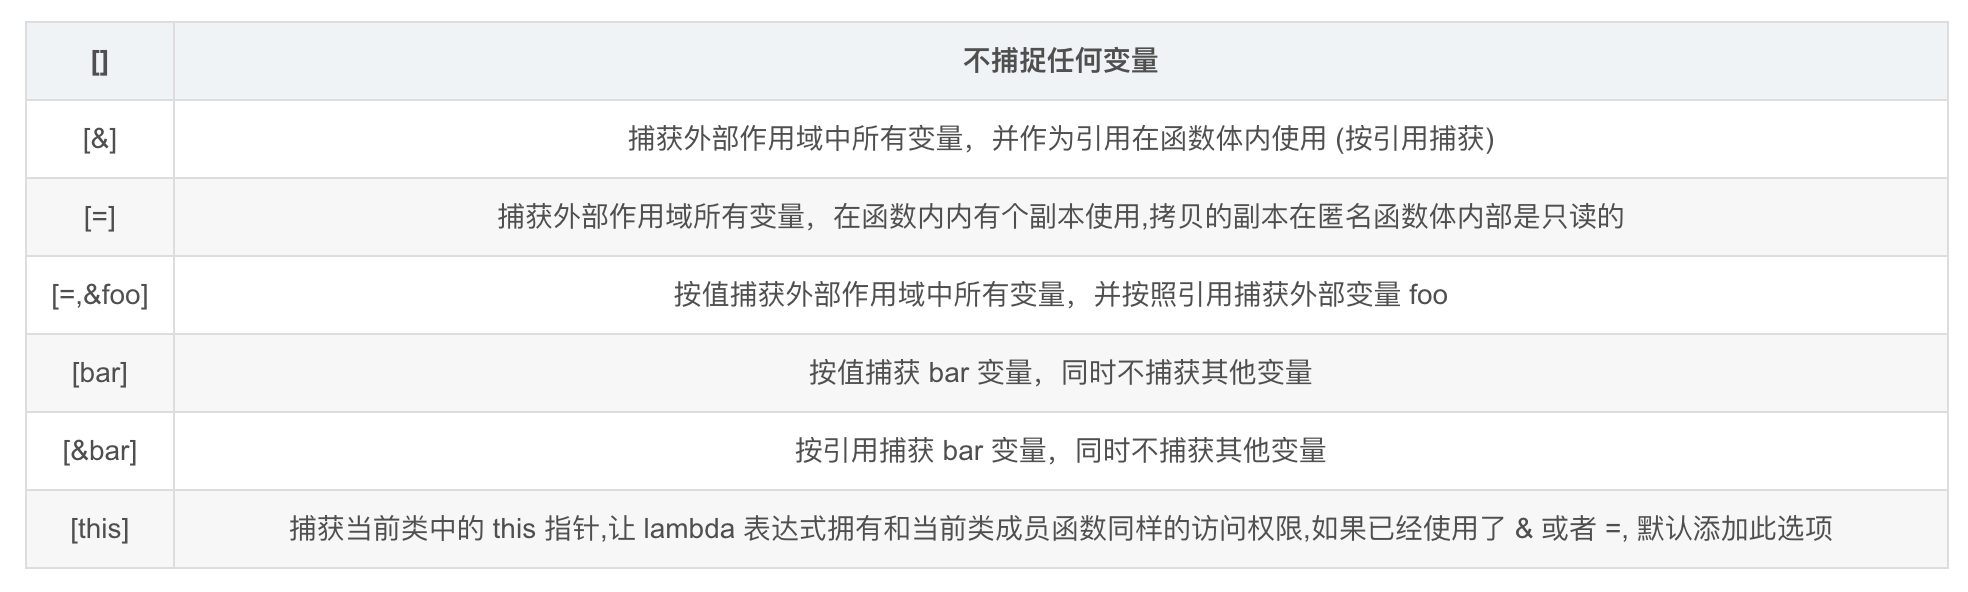 [] 不捕捉任何变量
[&] 捕获外部作用域中所有变量，并作为引用在函数体内使用 (按引用捕获)
[=] 捕获外部作用域所有变量，在函数内内有个副本使用,拷贝的副本在匿名函数体内部是只读的
[=,&foo] 按值捕获外部作用域中所有变量，并按照引用捕获外部变量 foo
[bar] 按值捕获 bar 变量，同时不捕获其他变量
[&bar] 按引用捕获 bar 变量，同时不捕获其他变量
[this] 捕获当前类中的 this 指针,让 lambda 表达式拥有和当前类成员函数同样的访问权限,如果已经使用了 & 或者 =, 默认添加此选项